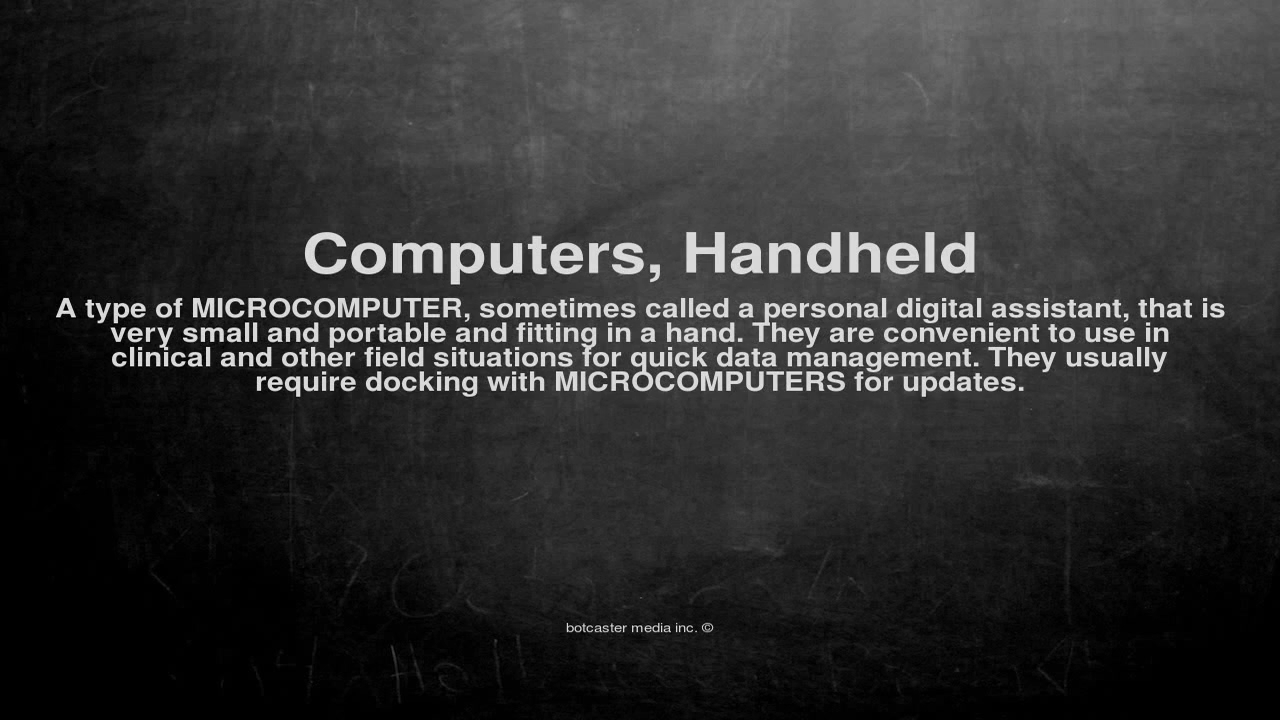 Computers, Handheld
A type of MICROCOMPUTER, sometimes called a personal digital assistant, that is
very small and portable and fitting in a hand. They are convenient to use in
clinical and other field situations for quick data management. They usually
require docking with MICROCOMPUTERS for updates.
botcaster media inc. ©